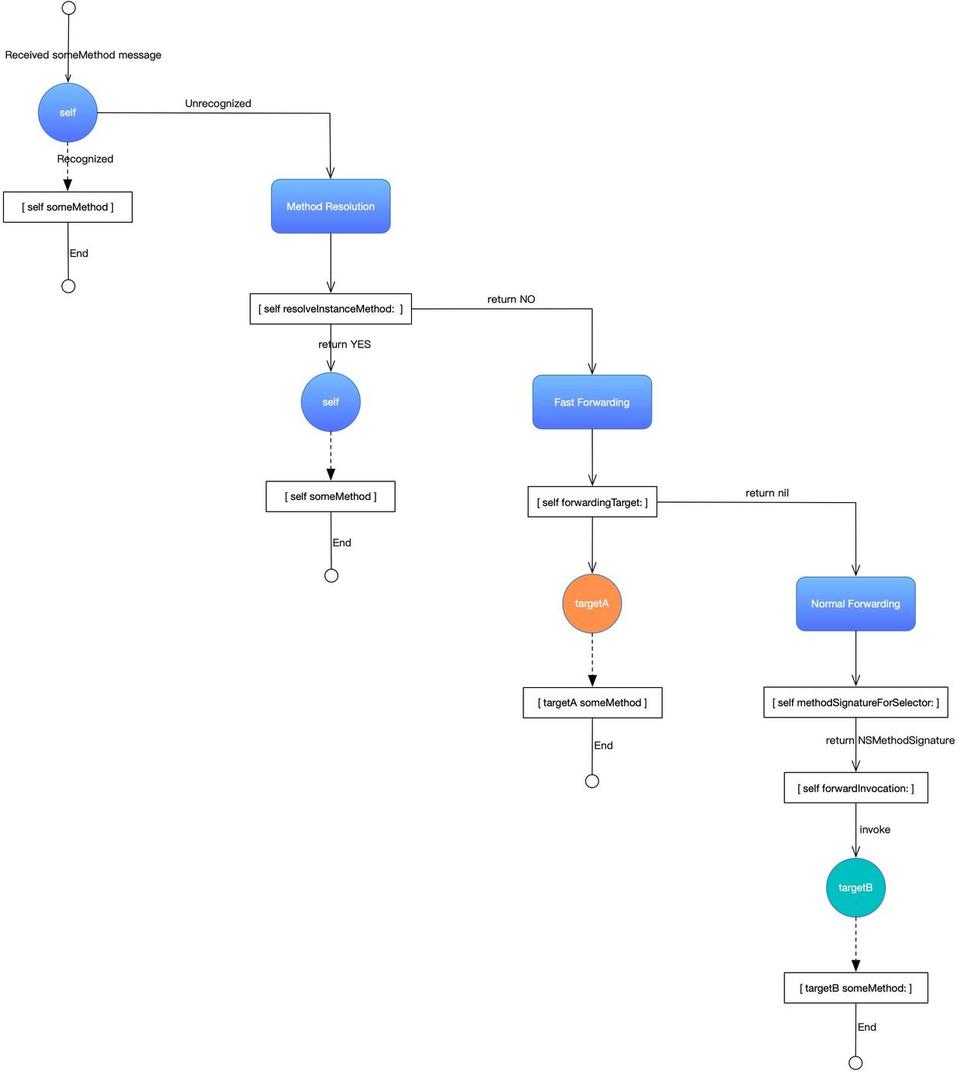 Received someMethod message
self
Unrecognized
Recognized
[ self someMethod ]
End
Method Resolution
[ self resolveInstanceMethod:  ]
return NO
return YES
self
[ self someMethod ]
End
Fast Forwarding
[ self forwardingTarget: ]
return nil
targetA
[ targetA someMethod ]
End
Normal Forwarding
[ self methodSignatureForSelector: ]
return NSMethodSignature
[ self forwardInvocation: ]
invoke
targetB
[ targetB someMethod: ]
End